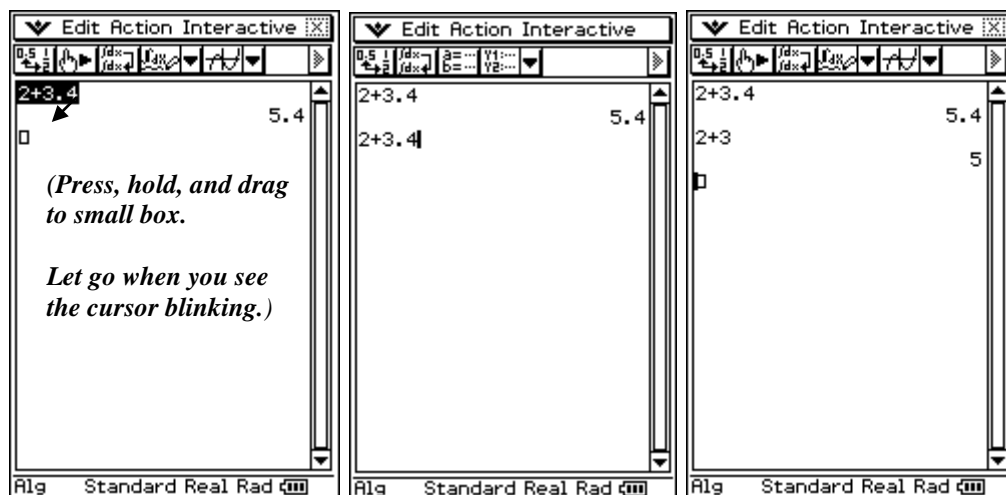 Edit Action Interactive
2+3.4
5.4
(Press, hold, and drag
to small box.
Let go when you see
the cursor blinking.)
Alg Standard Real Rad
Edit Action Interactive
2+3.4
5.4
2+3.4
Alg Standard Real Rad
Edit Action Interactive
2+3.4
5.4
2+3
5
Alg Standard Real Rad